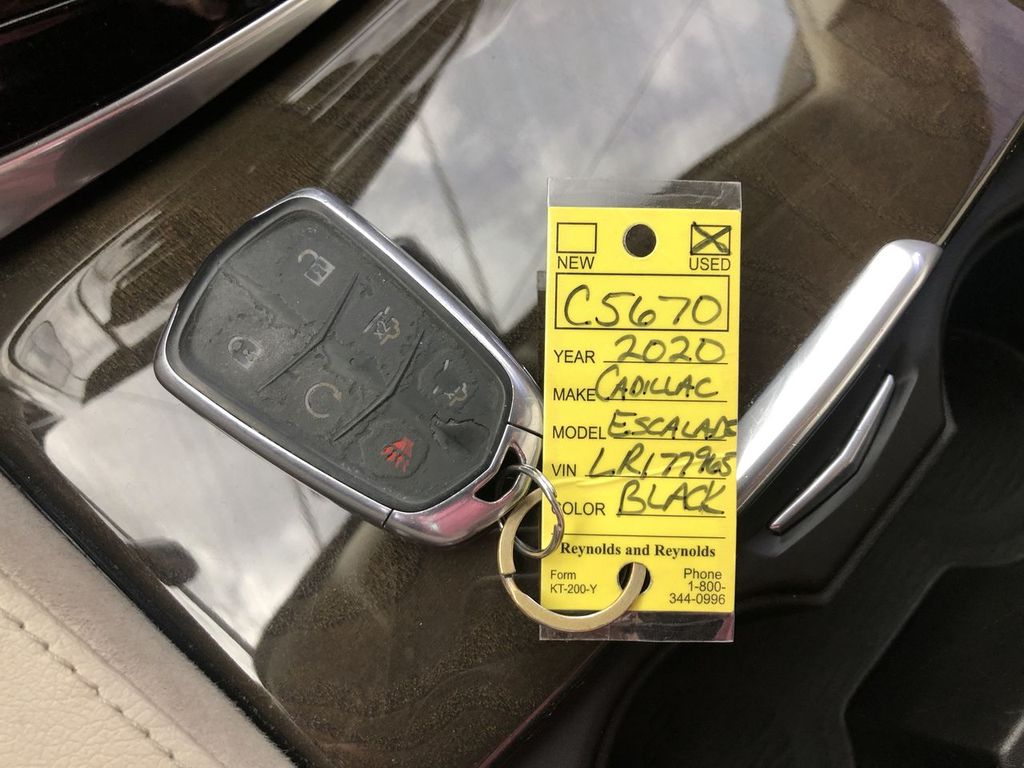 NEW USED
C5670
YEAR 2020
MAKE CADILLAC
MODEL ESCALADE
VIN LR177965
COLOR BLACK
Reynolds and Reynolds
Form
KT-200-Y
Phone
1-800-
344-0996